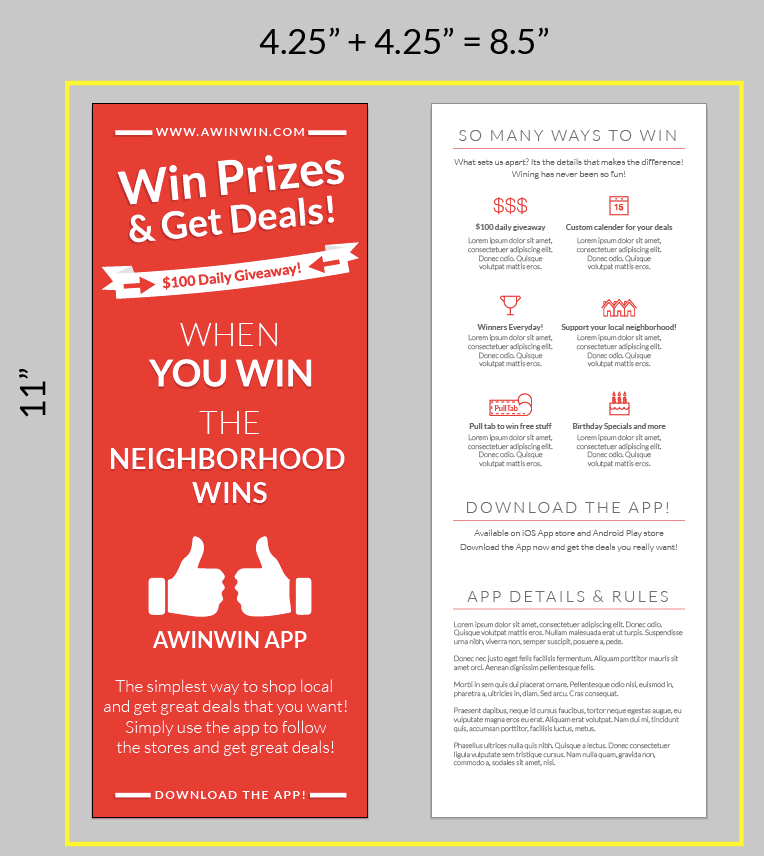 4.25” + 4.25” = 8.5”
11”
WWW.AWINWIN.COM
Win Prizes
& Get Deals!
$100 Daily Giveaway!
WHEN
YOU WIN
THE
NEIGHBORHOOD
WINS
AWINWIN APP
The simplest way to shop local
and get great deals that you want!
Simply use the app to follow
the stores and get great deals!
DOWNLOAD THE APP!
SO MANY WAYS TO WIN
What sets us apart? Its the details that makes the difference!
Wining has never been so fun!
$$$
$100 daily giveaway
Lorem ipsum dolor sit amet,
consectetuer adipiscing elit.
Donec odio. Quisque
volutpat mattis eros.
15
Custom calender for your deals
Lorem ipsum dolor sit amet,
consectetuer adipiscing elit.
Donec odio. Quisque
volutpat mattis eros.
Winners Everyday!
Lorem ipsum dolor sit amet,
consectetuer adipiscing elit.
Donec odio. Quisque
volutpat mattis eros.
Support your local neighborhood!
Lorem ipsum dolor sit amet,
consectetuer adipiscing elit.
Donec odio. Quisque
volutpat mattis eros.
PullTab
Pull tab to win free stuff
Lorem ipsum dolor sit amet,
consectetuer adipiscing elit.
Donec odio. Quisque
volutpat mattis eros.
Birthday Specials and more
Lorem ipsum dolor sit amet,
consectetuer adipiscing elit.
Donec odio. Quisque
volutpat mattis eros.
DOWNLOAD THE APP!
Available on iOS App store and Android Play store
Download the App now and get the deals you really want!
APP DETAILS & RULES
Lorem ipsum dolor sit amet, consectetuer adipiscing elit. Donec odio.
Quisque volutpat mattis eros. Nullam malesuada erat ut turpis. Suspendisse
urna nibh, viverra non, semper suscipit, posuere a, pede.
Donec nec justo eget felis facilisis fermentum. Aliquam porttitor mauris sit
amet orci. Aenean dignissim pellentesque felis.
Morbi in sem quis dui placerat ornare. Pellentesque odio nisi, euismod in,
pharetra a, ultricies in, diam. Sed arcu. Cras consequat.
Praesent dapibus, neque id cursus faucibus, tortor neque egestas augue, eu
vulputate magna eros eu erat. Aliquam erat volutpat. Nam dui mi, tincidunt
quis, accumsan porttitor, facilisis luctus, metus.
Phasellus ultrices nulla quis nibh. Quisque a lectus. Donec consectetuer
ligula vulputate sem tristique cursus. Nam nulla quam, gravida non,
commodo a, sodales sit amet, nisi.